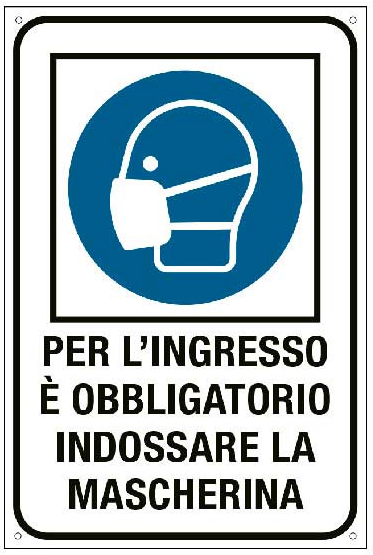 PER L'INGRESSO
È OBBLIGATORIO
INDOSSARE LA
MASCHERINA